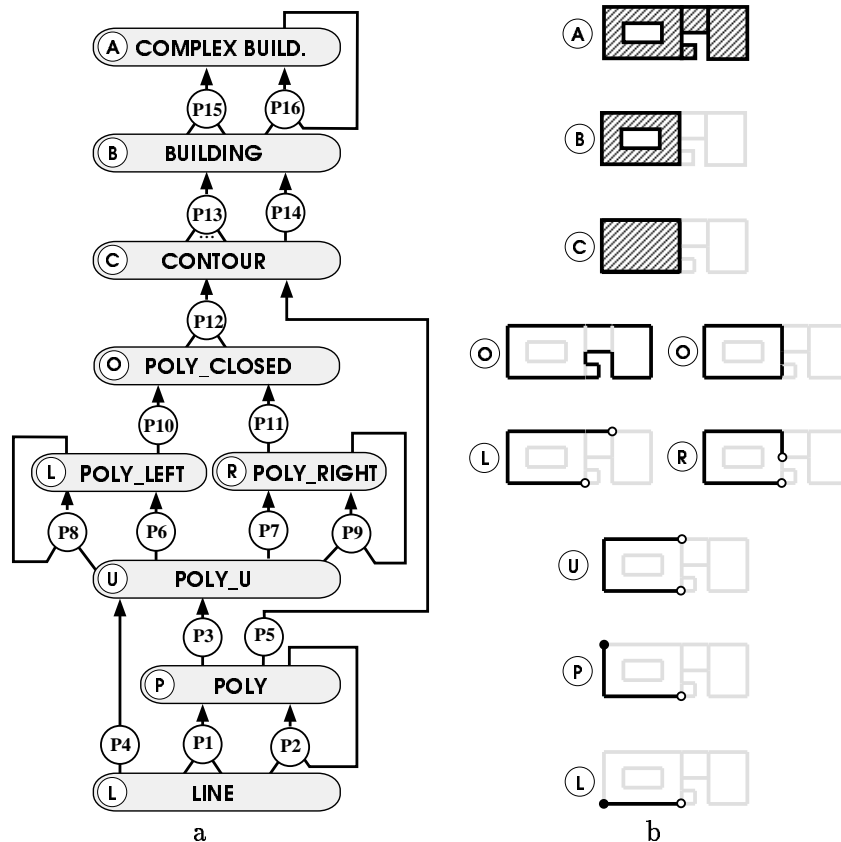 A COMPLEX BUILD.
P15 P16
B BUILDING
P13 P14
...
C CONTOUR
P12
O POLY_CLOSED
P10 P11
L POLY_LEFT R POLY_RIGHT
P8 P6 P7 P9
U POLY_U
P3 P5
P POLY
P4 P1 P2
L LINE
a
A
B
C
O O
L R
U
P
L
b